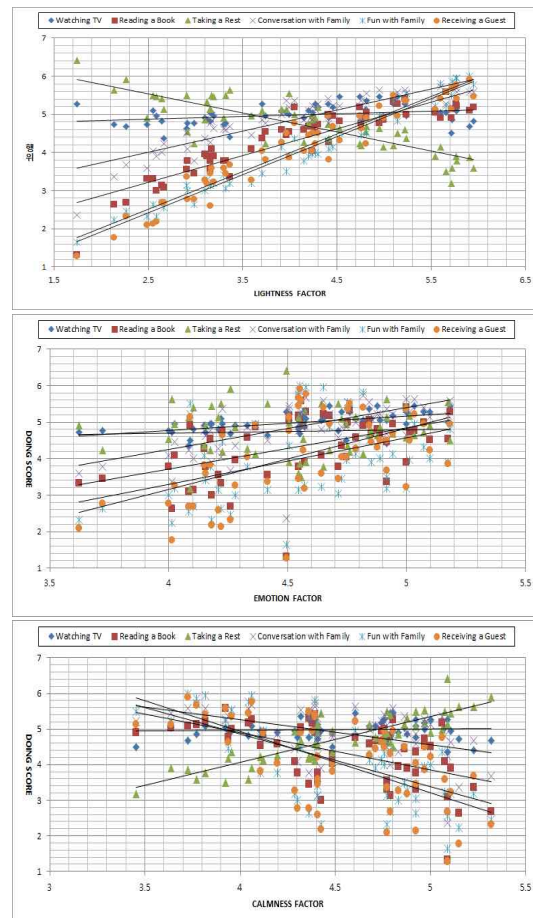 Watching TV Reading a Book Taking a Rest Conversation with Family Fun with Family Receiving a Guest
7
6
5
4
3
2
1
행위
1.5 2.5 3.5 4.5 5.5 6.5
LIGHTNESS FACTOR
Watching TV Reading a Book Taking a Rest Conversation with Family Fun with Family Receiving a Guest
7
6
5
4
3
2
1
DOING SCORE
3.5 4 4.5 5 5.5
EMOTION FACTOR
Watching TV Reading a Book Taking a Rest Conversation with Family Fun with Family Receiving a Guest
7
6
5
4
3
2
1
DOING SCORE
3 3.5 4 4.5 5 5.5
CALMNESS FACTOR